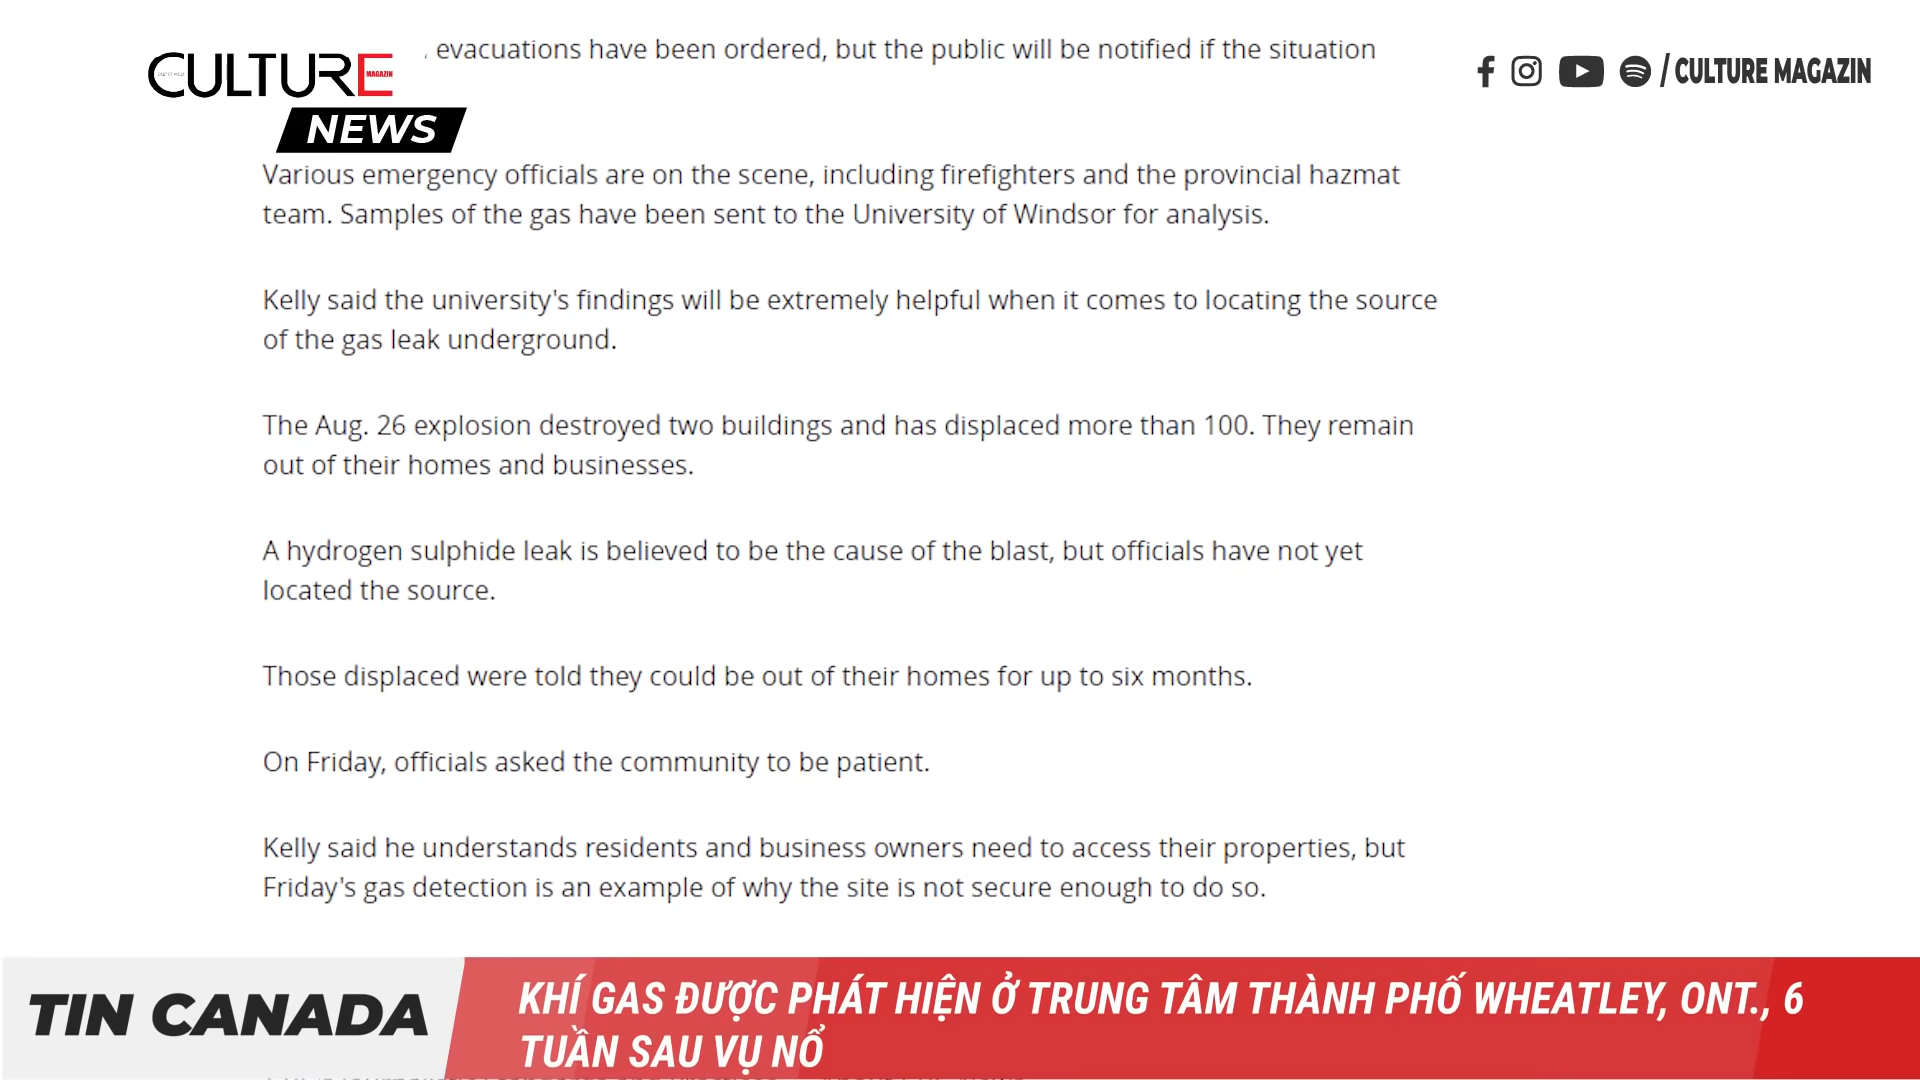 evacuations have been ordered, but the public will be notified if the situation
CULTURE
MAGAZIN
NEWS
/ CULTURE MAGAZIN
Various emergency officials are on the scene, including firefighters and the provincial hazmat
team. Samples of the gas have been sent to the University of Windsor for analysis.
Kelly said the university's findings will be extremely helpful when it comes to locating the source
of the gas leak underground.
The Aug. 26 explosion destroyed two buildings and has displaced more than 100. They remain
out of their homes and businesses.
A hydrogen sulphide leak is believed to be the cause of the blast, but officials have not yet
located the source.
Those displaced were told they could be out of their homes for up to six months.
On Friday, officials asked the community to be patient.
Kelly said he understands residents and business owners need to access their properties, but
Friday's gas detection is an example of why the site is not secure enough to do so.
TIN CANADA
KHÍ GAS ĐƯỢC PHÁT HIỆN Ở TRUNG TÂM THÀNH PHỐ WHEATLEY, ONT., 6
TUẦN SAU VỤ NỔ